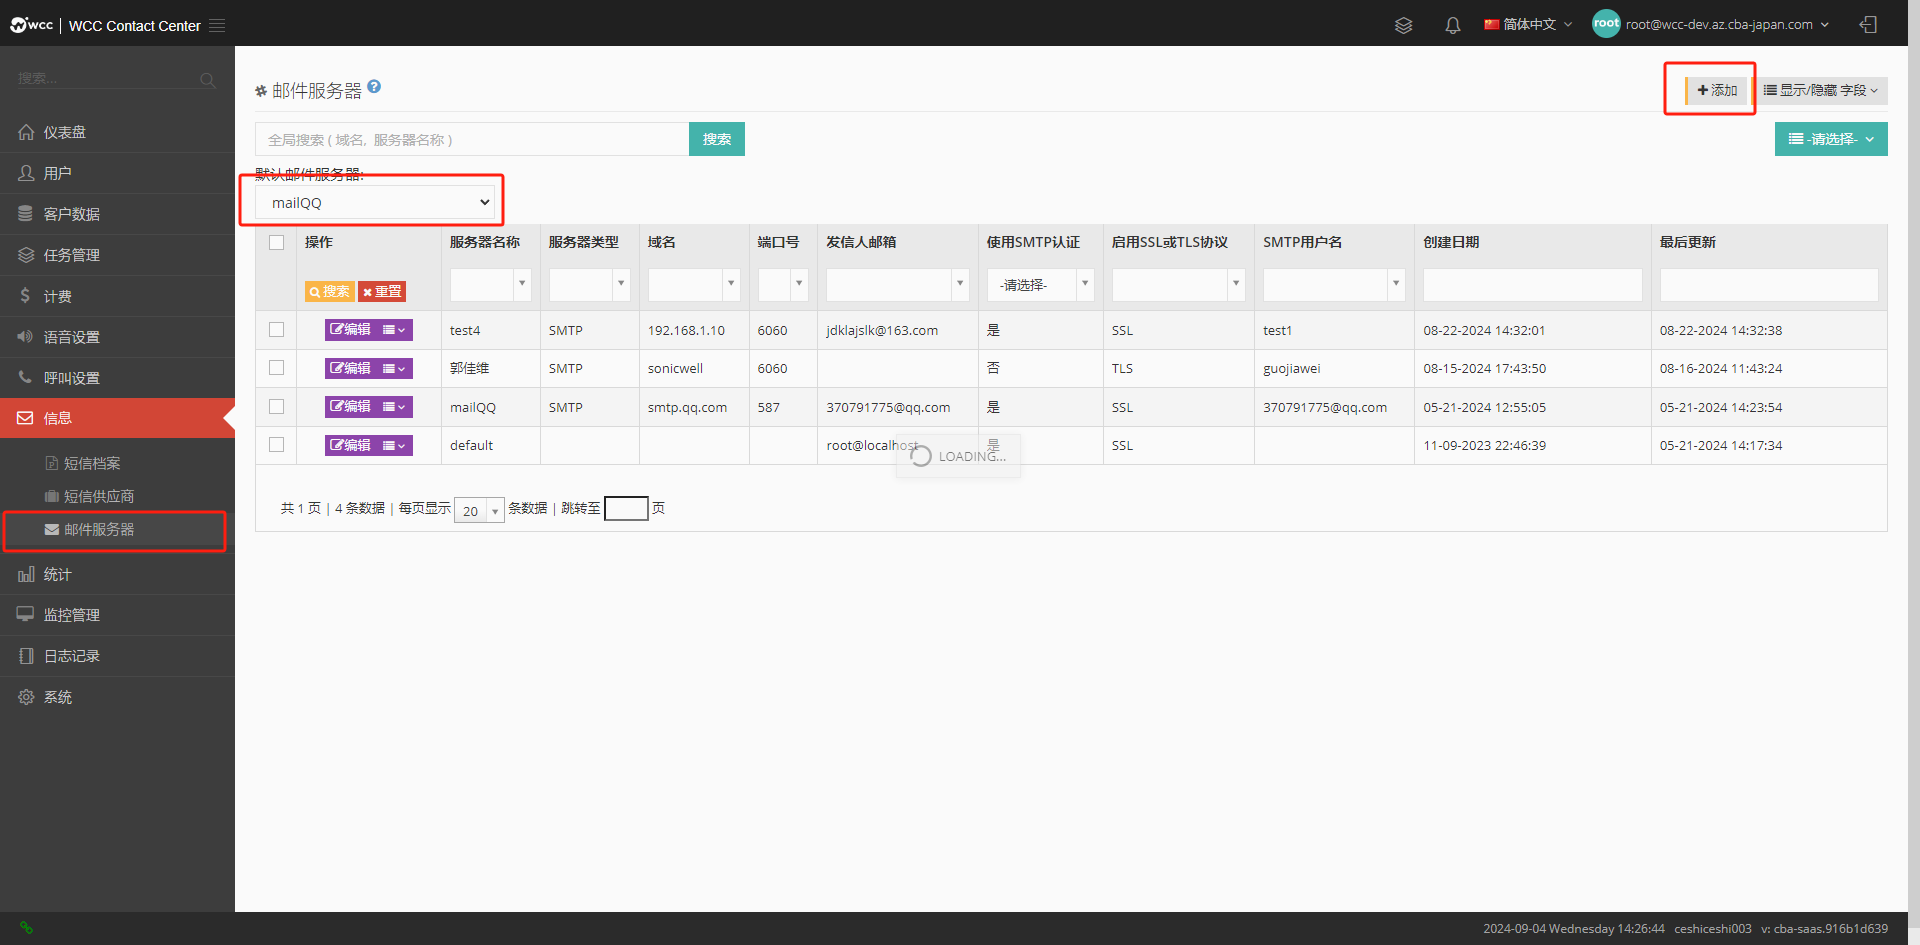 wcc | WCC Contact Center
简体中文
root
root@wcc-dev.az.cba-japan.com
搜索...
仪表盘
用户
客户数据
任务管理
计费
语音设置
呼叫设置
信息
短信档案
短信供应商
邮件服务器
统计
监控管理
日志记录
系统
邮件服务器
添加
显示/隐藏 字段
全局搜索 ( 域名, 服务器名称 )
搜索
-请选择-
默认邮件服务器:
mailQQ
操作 服务器名称 服务器类型 域名 端口号 发信人邮箱 使用SMTP认证 启用SSL或TLS协议 SMTP用户名 创建日期 最后更新
搜索 重置 -请选择-
编辑 test4 SMTP 192.168.1.10 6060 jdklajslk@163.com 是 SSL test1 08-22-2024 14:32:01 08-22-2024 14:32:38
编辑 郭佳维 SMTP sonicwell 6060 否 TLS guojiawei 08-15-2024 17:43:50 08-16-2024 11:43:24
编辑 mailQQ SMTP smtp.qq.com 587 370791775@qq.com 是 SSL 370791775@qq.com 05-21-2024 12:55:05 05-21-2024 14:23:54
编辑 default root@localhost 是 SSL 11-09-2023 22:46:39 05-21-2024 14:17:34
LOADING...
共 1 页 | 4 条数据 | 每页显示 20 条数据 | 跳转至 页
2024-09-04 Wednesday 14:26:44 ceshiceshi003 v: cba-saas.916b1d639